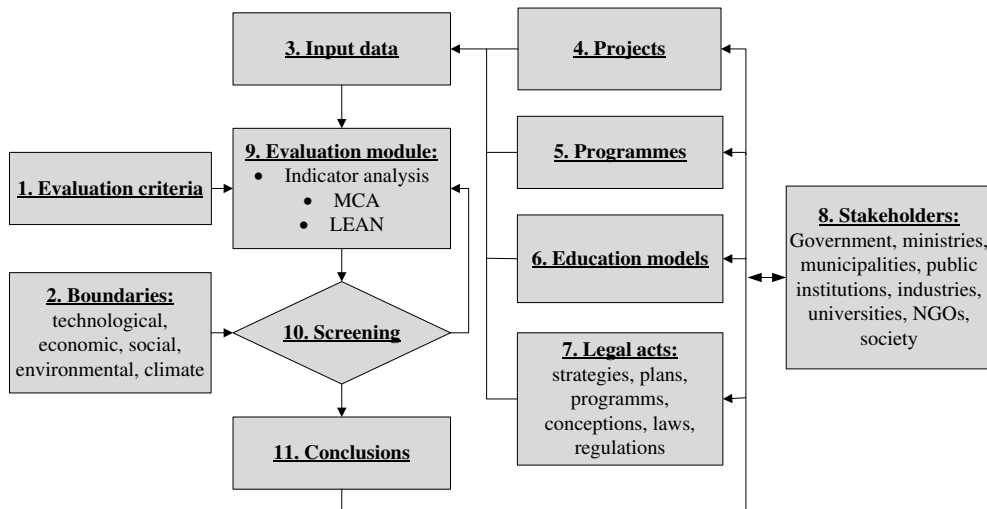 3. Input data
4. Projects
9. Evaluation module:
• Indicator analysis
• MCA
• LEAN
5. Programmes
1. Evaluation criteria
8. Stakeholders:
Government, ministries,
municipalities, public
institutions, industries,
universities, NGOs,
society
6. Education models
2. Boundaries:
technological,
economic, social,
environmental, climate
10. Screening
7. Legal acts:
strategies, plans,
programms,
conceptions, laws,
regulations
11. Conclusions